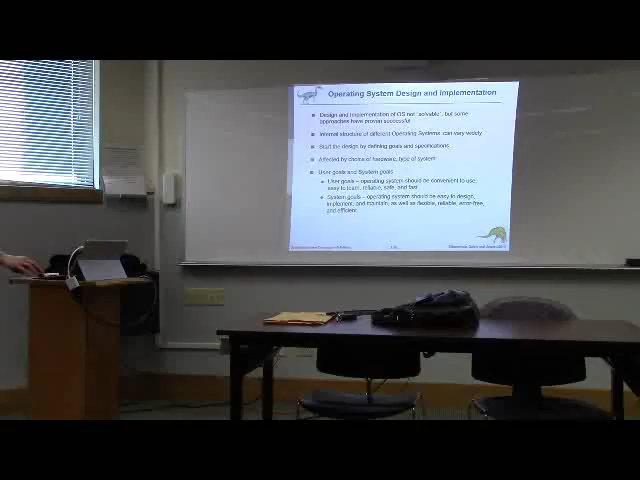 Operating System Design and Implementation
Design and Implementation of OS not "solvable", but some
approaches have proven successful
Internal structure of different Operating Systems can vary widely
Start the design by defining goals and specifications
Affected by choice of hardware, type of system
User goals and System goals
User goals – operating system should be convenient to use,
easy to learn, reliable, safe, and fast
System goals – operating system should be easy to design,
implement, and maintain, as well as flexible, reliable, error-free,
and efficient